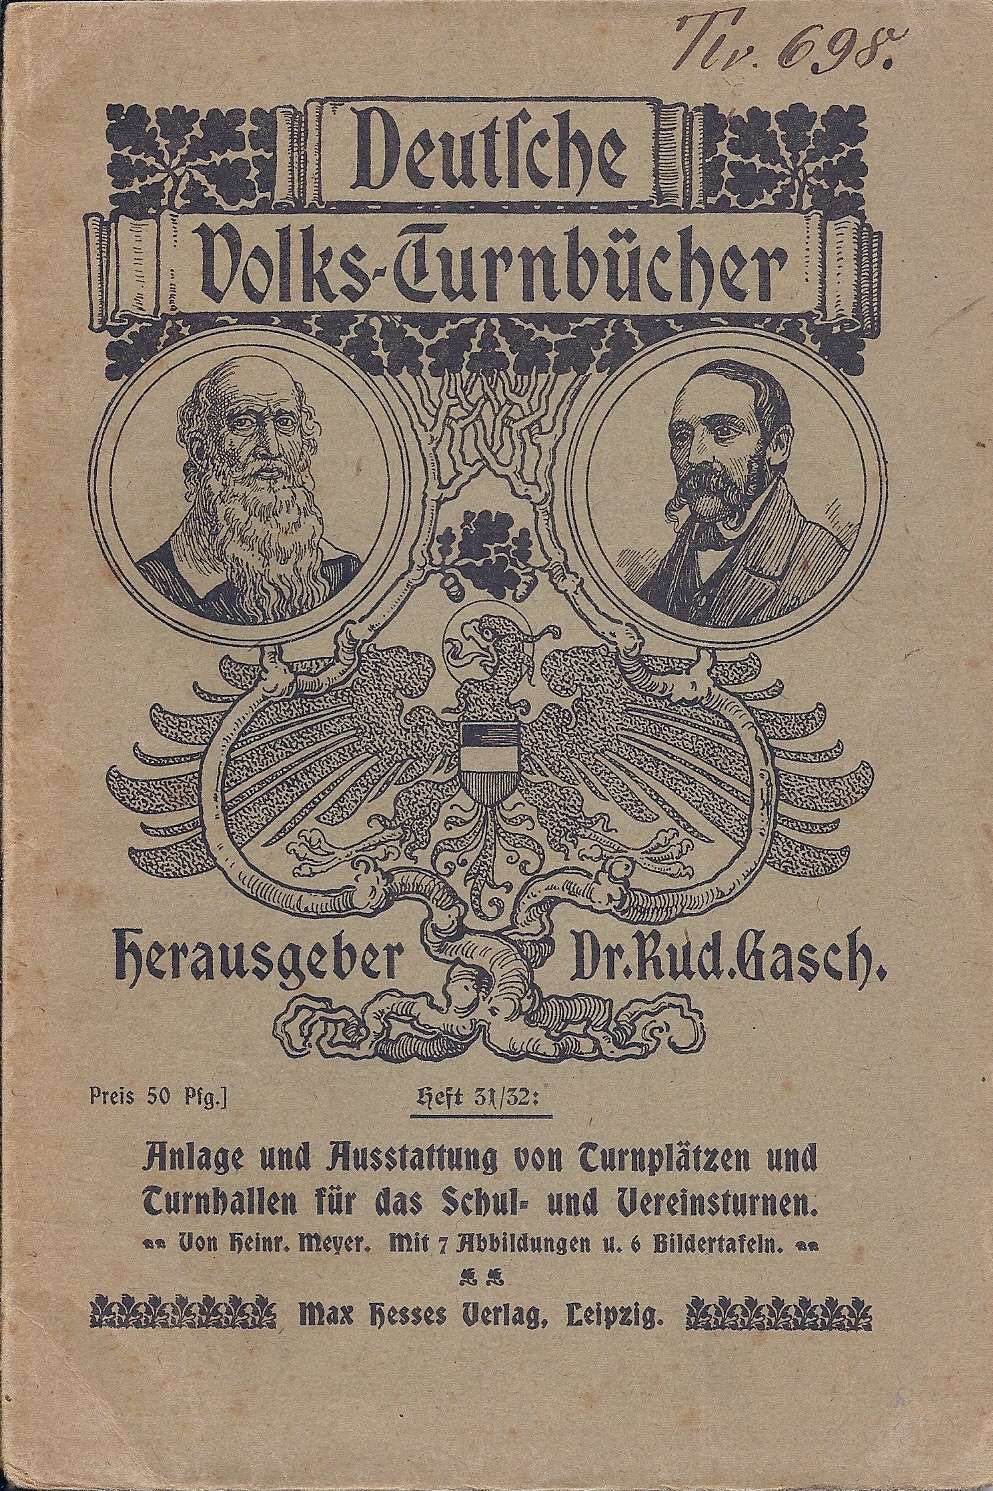 Nr. 698.
Deutſche
Volks-Turnbücher
Herausgeber Dr. Rud. Gasch.
Preis 50 Pfg.]
Heft 31/32:
Anlage und Ausstattung von Turnplätzen und
Turnhallen für das Schul- und Vereinsturnen.
Von Heinr. Meyer. Mit 7 Abbildungen u. 6 Bildertafeln.
Max Hesses Verlag, Leipzig.